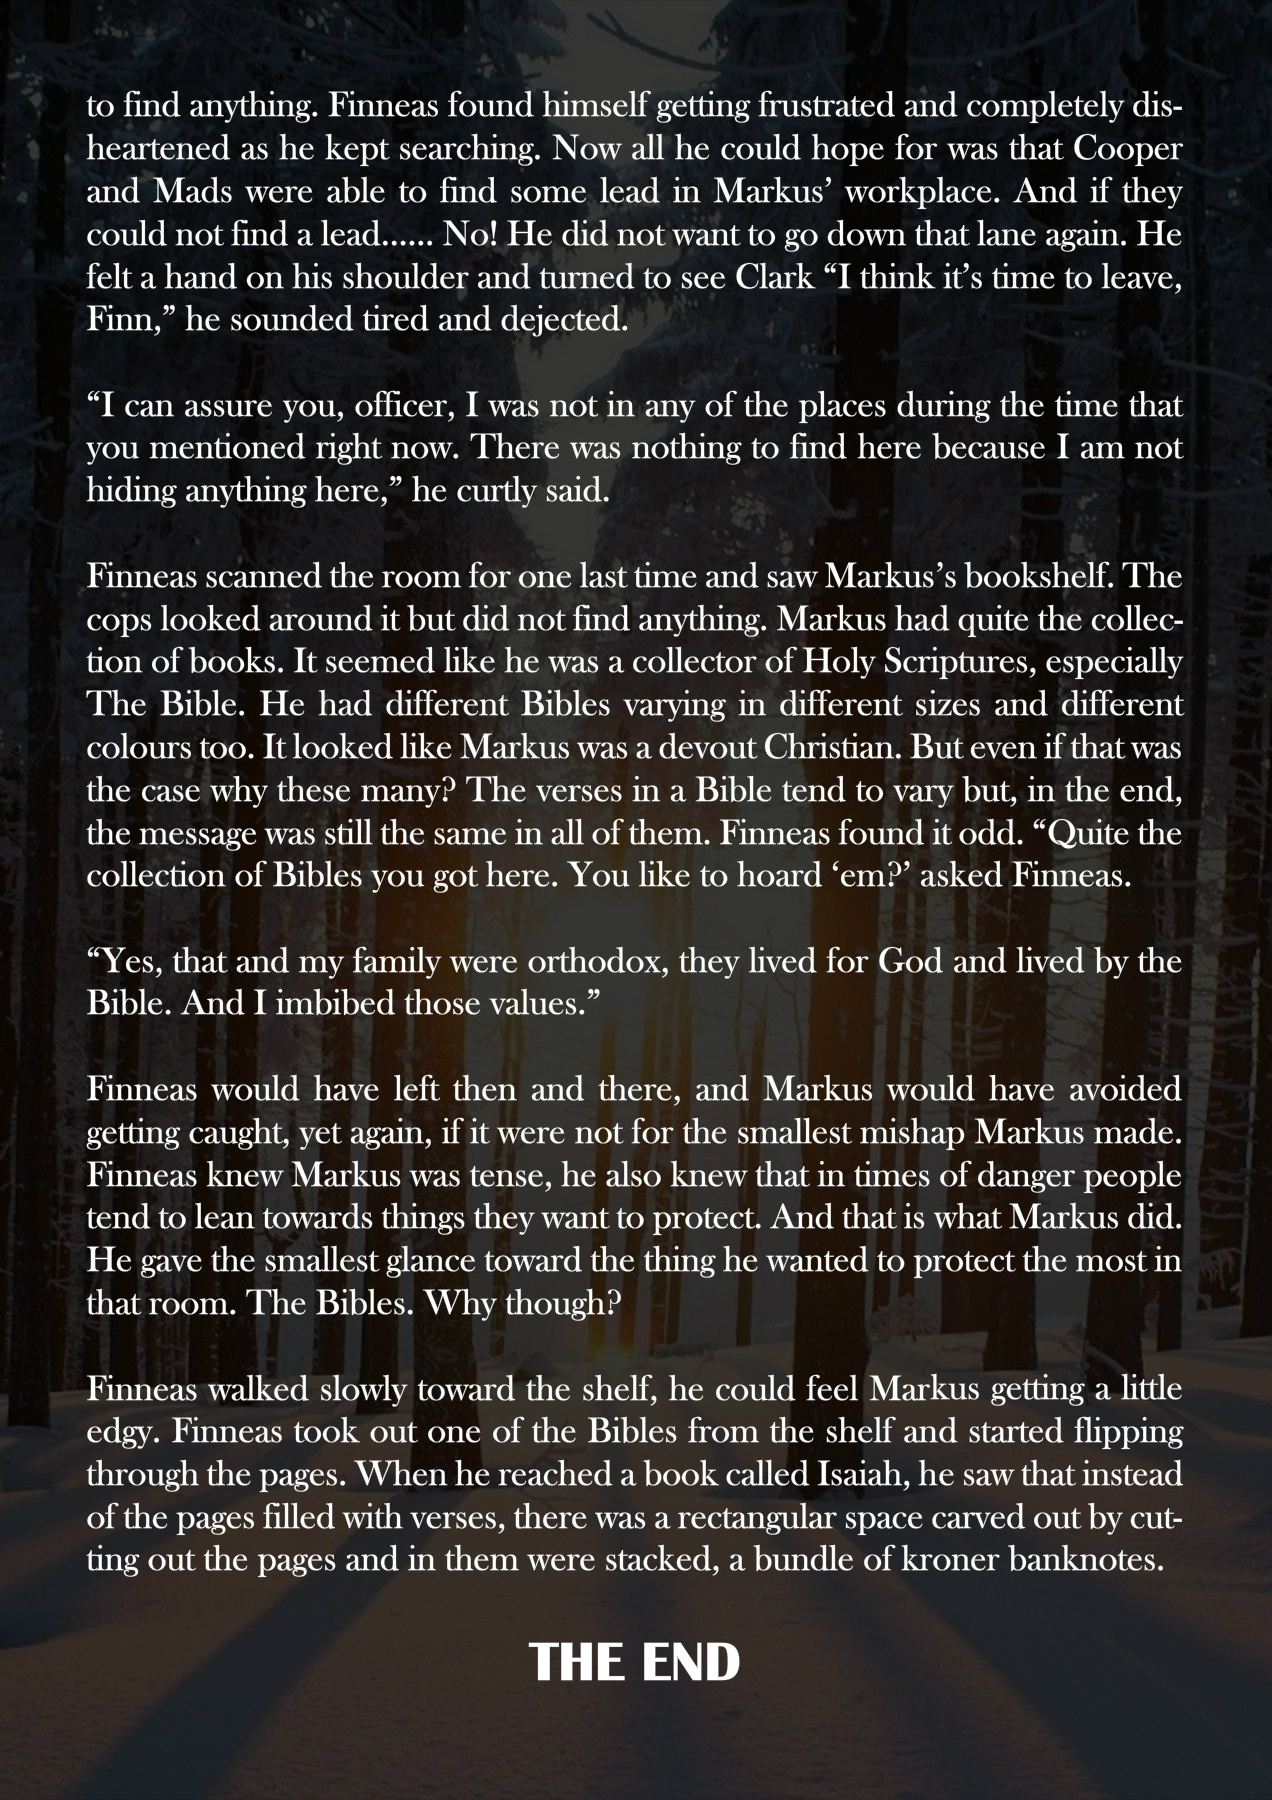 to find anything. Finneas found himself getting frustrated and completely dis-
heartened as he kept searching. Now all he could hope for was that Cooper
and Mads were able to find some lead in Markus’ workplace. And if they
could not find a lead...... No! He did not want to go down that lane again. He
felt a hand on his shoulder and turned to see Clark “I think it’s time to leave,
Finn,” he sounded tired and dejected.
“I can assure you, officer, I was not in any of the places during the time that
you mentioned right now. There was nothing to find here because I am not
hiding anything here,” he curtly said.
Finneas scanned the room for one last time and saw Markus’s bookshelf. The
cops looked around it but did not find anything. Markus had quite the collec-
tion of books. It seemed like he was a collector of Holy Scriptures, especially
The Bible. He had different Bibles varying in different sizes and different
colours too. It looked like Markus was a devout Christian. But even if that was
the case why these many? The verses in a Bible tend to vary but, in the end,
the message was still the same in all of them. Finneas found it odd. “Quite the
collection of Bibles you got here. You like to hoard ‘em?’ asked Finneas.
“Yes, that and my family were orthodox, they lived for God and lived by the
Bible. And I imbibed those values.”
Finneas would have left then and there, and Markus would have avoided
getting caught, yet again, if it were not for the smallest mishap Markus made.
Finneas knew Markus was tense, he also knew that in times of danger people
tend to lean towards things they want to protect. And that is what Markus did.
He gave the smallest glance toward the thing he wanted to protect the most in
that room. The Bibles. Why though?
Finneas walked slowly toward the shelf, he could feel Markus getting a little
edgy. Finneas took out one of the Bibles from the shelf and started flipping
through the pages. When he reached a book called Isaiah, he saw that instead
of the pages filled with verses, there was a rectangular space carved out by cut-
ting out the pages and in them were stacked, a bundle of kroner banknotes.
THE END